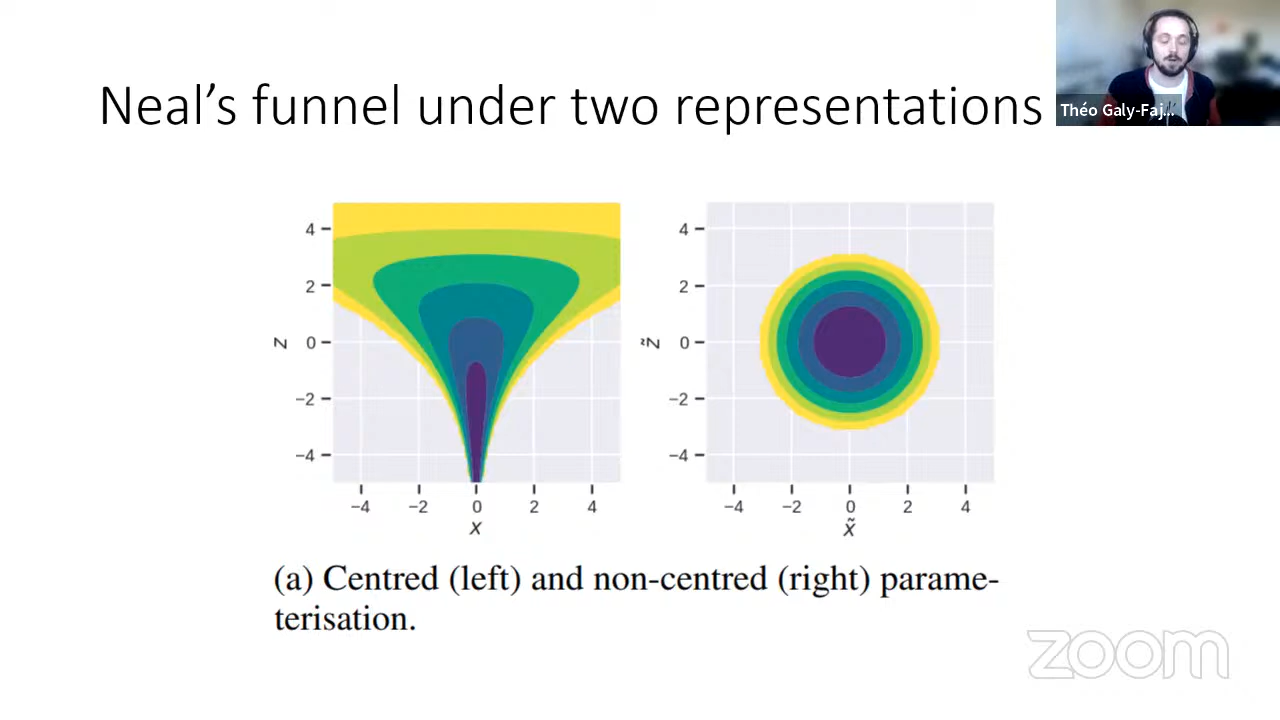 Neal's funnel under two representations
Théo Galy-Faj...
4
2
0
−2
−4
z
−4 −2 0 2 4
x
4
2
0
−2
−4
z̃
−4 −2 0 2 4
x̃
(a) Centred (left) and non-centred (right) parame-
terisation.
zoom